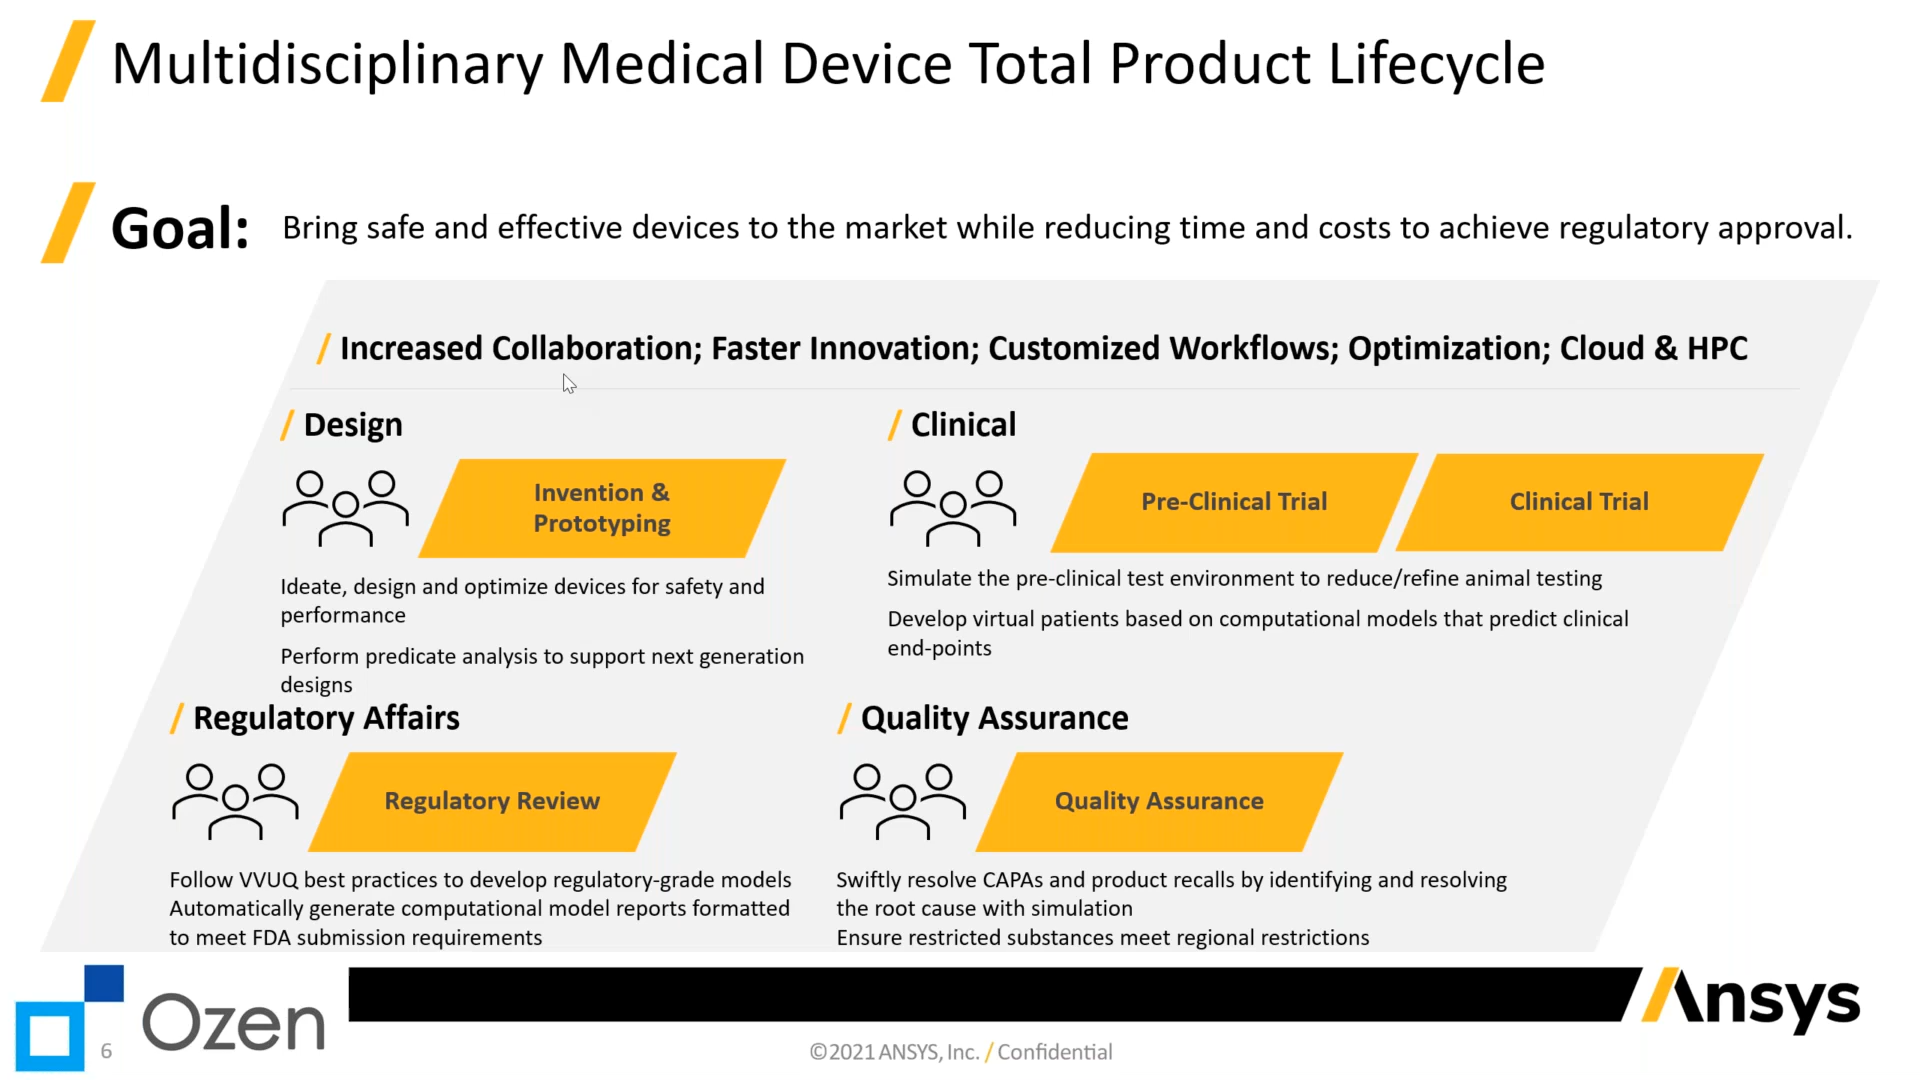 Multidisciplinary Medical Device Total Product Lifecycle
Goal: Bring safe and effective devices to the market while reducing time and costs to achieve regulatory approval.
Increased Collaboration; Faster Innovation; Customized Workflows; Optimization; Cloud & HPC
Design
Invention &
Prototyping
Ideate, design and optimize devices for safety and
performance
Perform predicate analysis to support next generation
designs
Clinical
Pre-Clinical Trial
Clinical Trial
Simulate the pre-clinical test environment to reduce/refine animal testing
Develop virtual patients based on computational models that predict clinical
end-points
Regulatory Affairs
Regulatory Review
Follow VVUQ best practices to develop regulatory-grade models
Automatically generate computational model reports formatted
to meet FDA submission requirements
Quality Assurance
Quality Assurance
Swiftly resolve CAPAs and product recalls by identifying and resolving
the root cause with simulation
Ensure restricted substances meet regional restrictions
Ozen
6
©2021 ANSYS, Inc. / Confidential
Ansys